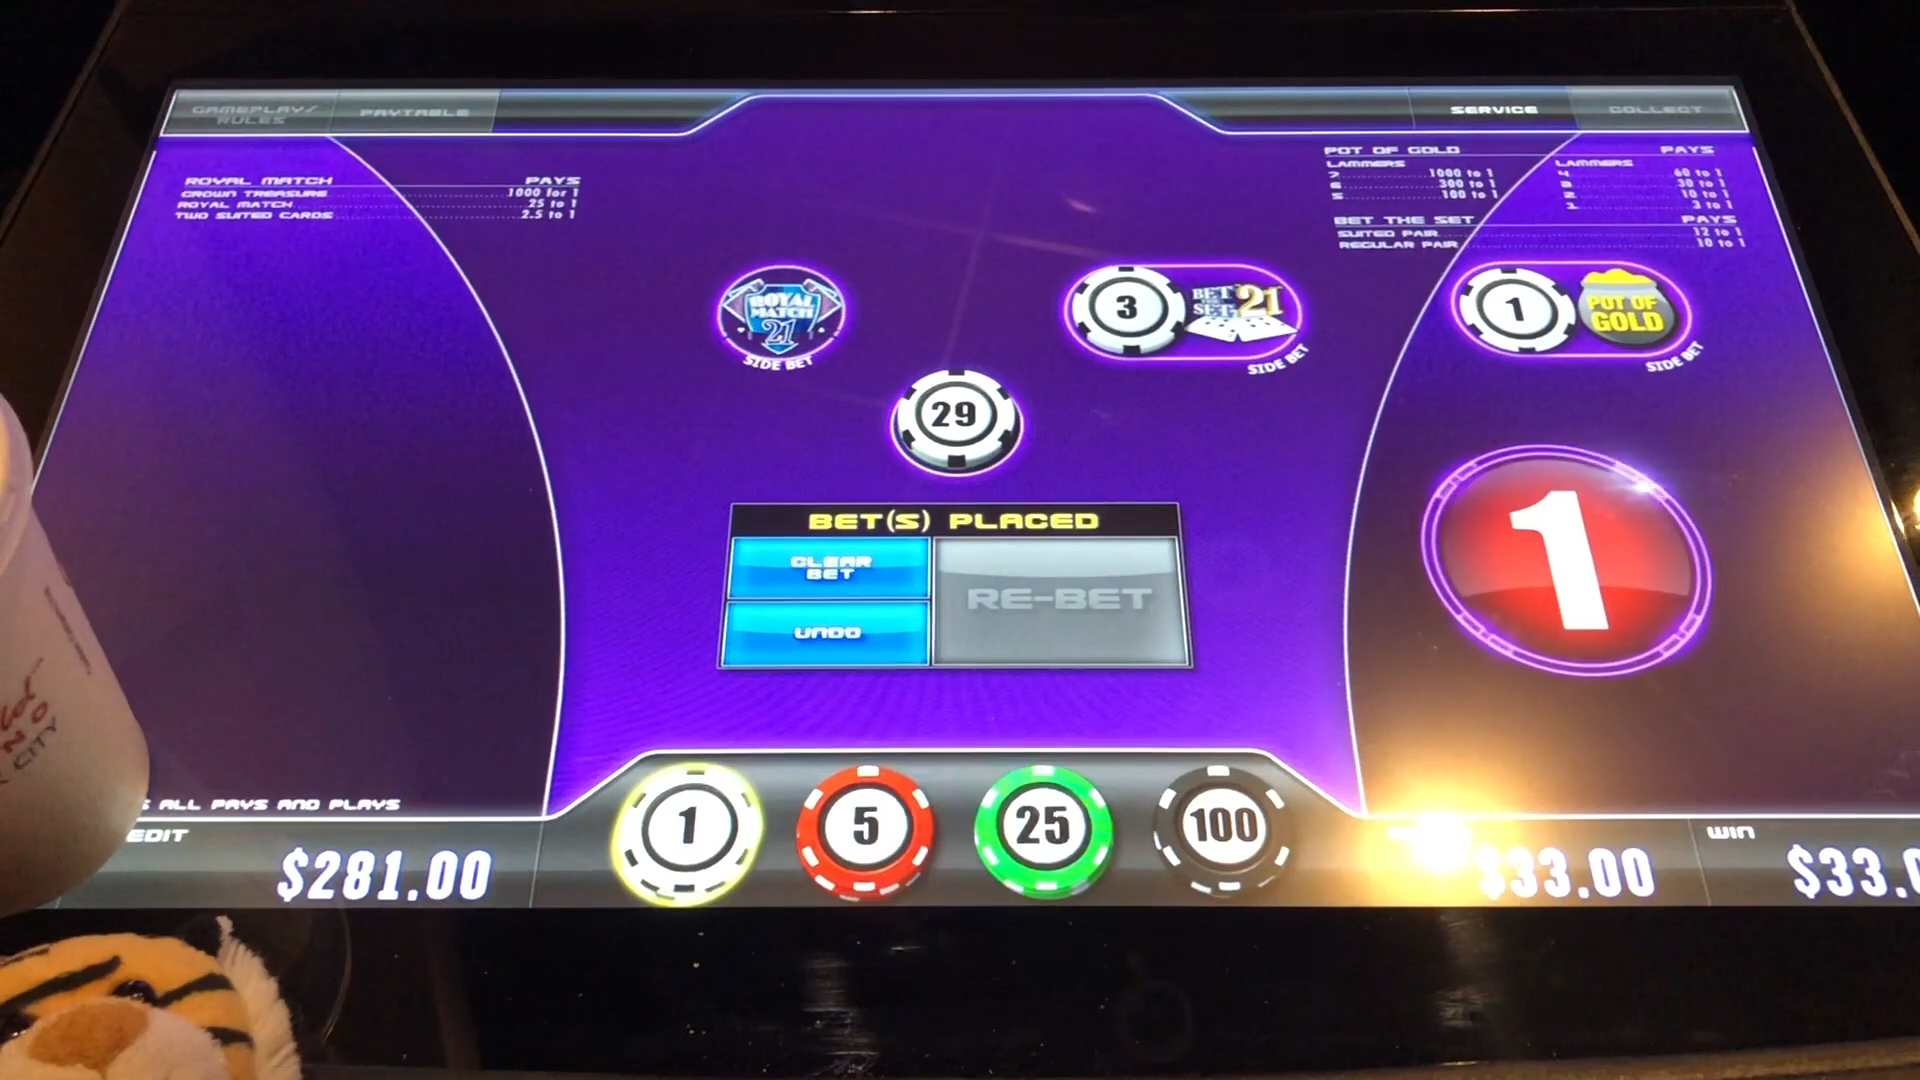 GAMEPLAY/
RULES
PAYTABLE
SERVICE
COLLECT
ROYAL MATCH PAYS
CROWN TREASURE 1000 for 1
ROYAL MATCH 25 to 1
TWO SUITED CARDS 2.5 to 1
POT OF GOLD PAYS
LAMMERS LAMMERS
7 1000 to 1 4 60 to 1
6 300 to 1 3 30 to 1
5 100 to 1 2 10 to 1
1 3 to 1
BET THE SET PAYS
SUITED PAIR 12 to 1
REGULAR PAIR 10 to 1
ROYAL
MATCH
21
SIDE BET
3
BET
THE
SET 21
SIDE BET
1
POT OF
GOLD
SIDE BET
29
BET(S) PLACED
CLEAR
BET
UNDO
RE-BET
1
ALL PAYS AND PLAYS
EDIT
$281.00
1
5
25
100
$33.00
WIN
$33.0
CITY